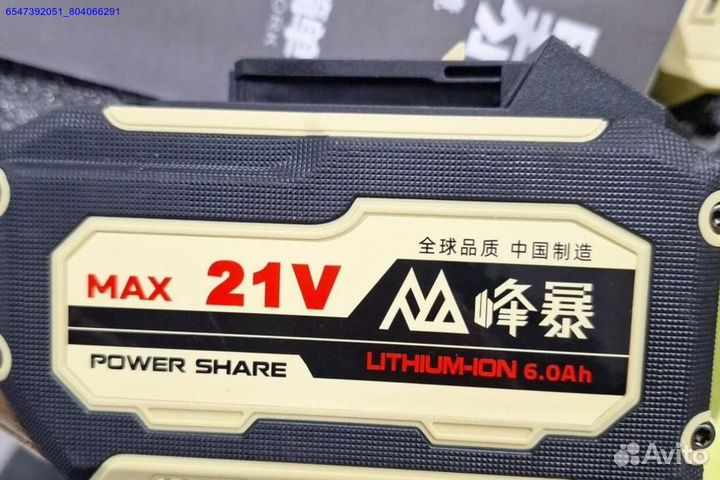 6547392051_804066291
全球品质 中国制造
MAX 21V
峰暴
POWER SHARE
LITHIUM-ION 6.0Ah
Avito